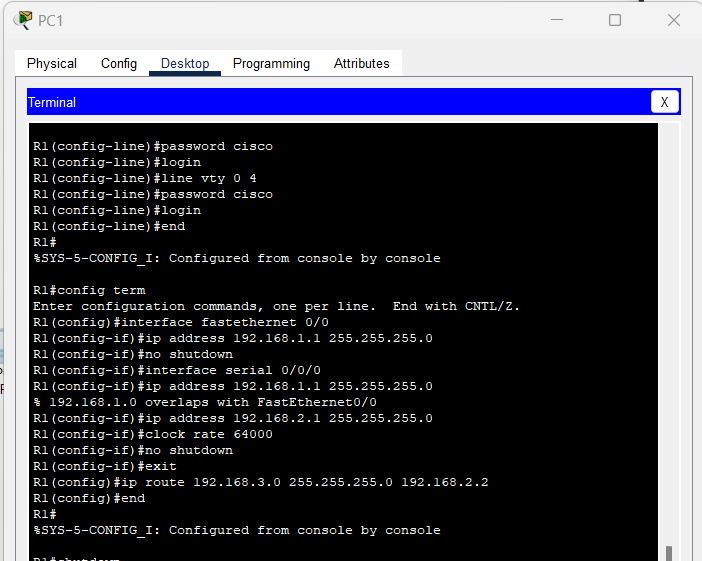 PC1
Physical Config Desktop Programming Attributes
Terminal X
R1(config-line)#password cisco
R1(config-line)#login
R1(config-line)#line vty 0 4
R1(config-line)#password cisco
R1(config-line)#login
R1(config-line)#end
R1#
%SYS-5-CONFIG_I: Configured from console by console
R1#config term
Enter configuration commands, one per line.  End with CNTL/Z.
R1(config)#interface fastethernet 0/0
R1(config-if)#ip address 192.168.1.1 255.255.255.0
R1(config-if)#no shutdown
R1(config-if)#interface serial 0/0/0
R1(config-if)#ip address 192.168.1.1 255.255.255.0
% 192.168.1.0 overlaps with FastEthernet0/0
R1(config-if)#ip address 192.168.2.1 255.255.255.0
R1(config-if)#clock rate 64000
R1(config-if)#no shutdown
R1(config-if)#exit
R1(config)#ip route 192.168.3.0 255.255.255.0 192.168.2.2
R1(config)#end
R1#
%SYS-5-CONFIG_I: Configured from console by console